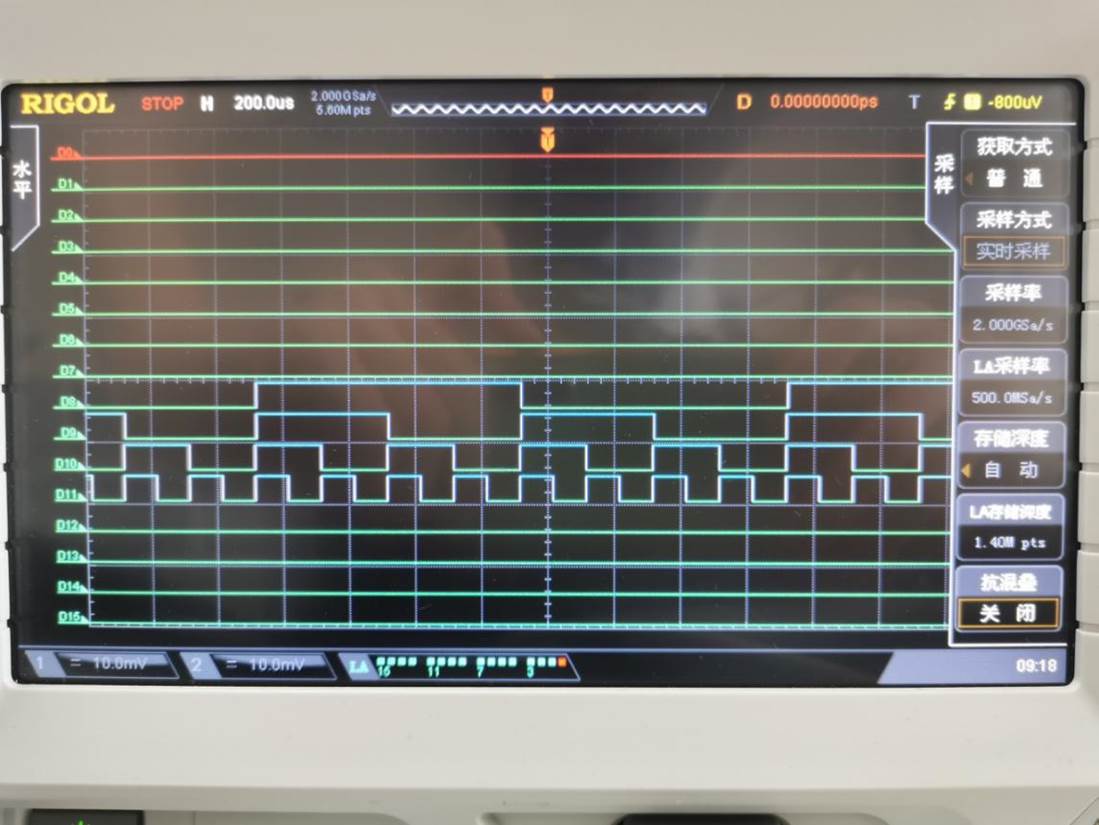 RIGOL STOP H 200.0us 2.000GSa/s D 0.00000000ps T -800uV
5.60M pts
水平
采样
获取方式
普 通
采样方式
实时采样
采样率
2.000GSa/s
LA采样率
500.0MSa/s
存储深度
自 动
LA存储深度
1.40M pts
抗混叠
关 闭
D0
D1
D2
D3
D4
D5
D6
D7
D8
D9
D10
D11
D12
D13
D14
D15
1 = 10.0mV 2 = 10.0mV LA 09:18
11 7 3